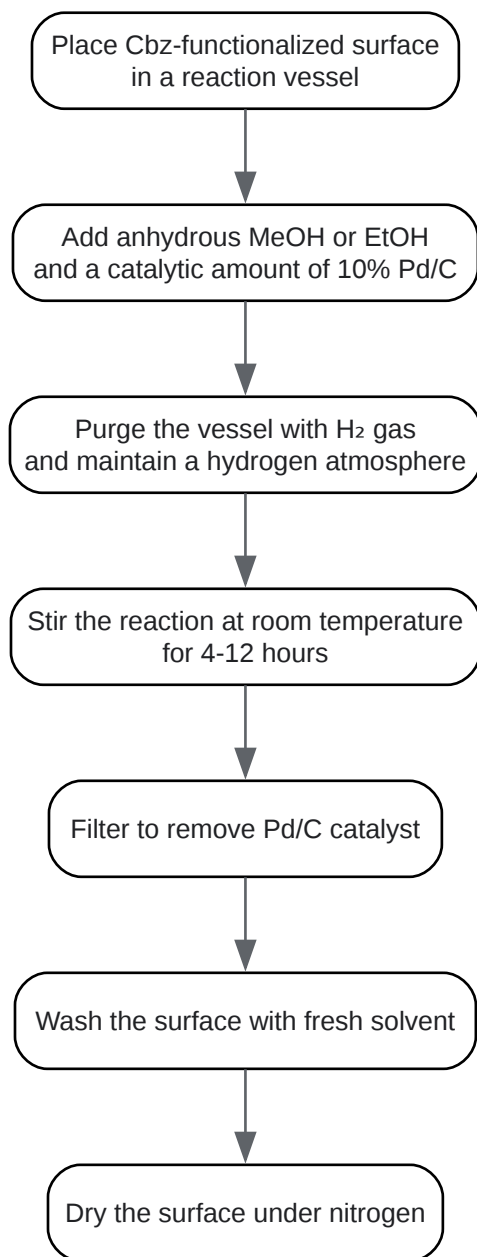 Place Cbz-functionalized surface
in a reaction vessel
Add anhydrous MeOH or EtOH
and a catalytic amount of 10% Pd/C
Purge the vessel with H₂ gas
and maintain a hydrogen atmosphere
Stir the reaction at room temperature
for 4-12 hours
Filter to remove Pd/C catalyst
Wash the surface with fresh solvent
Dry the surface under nitrogen